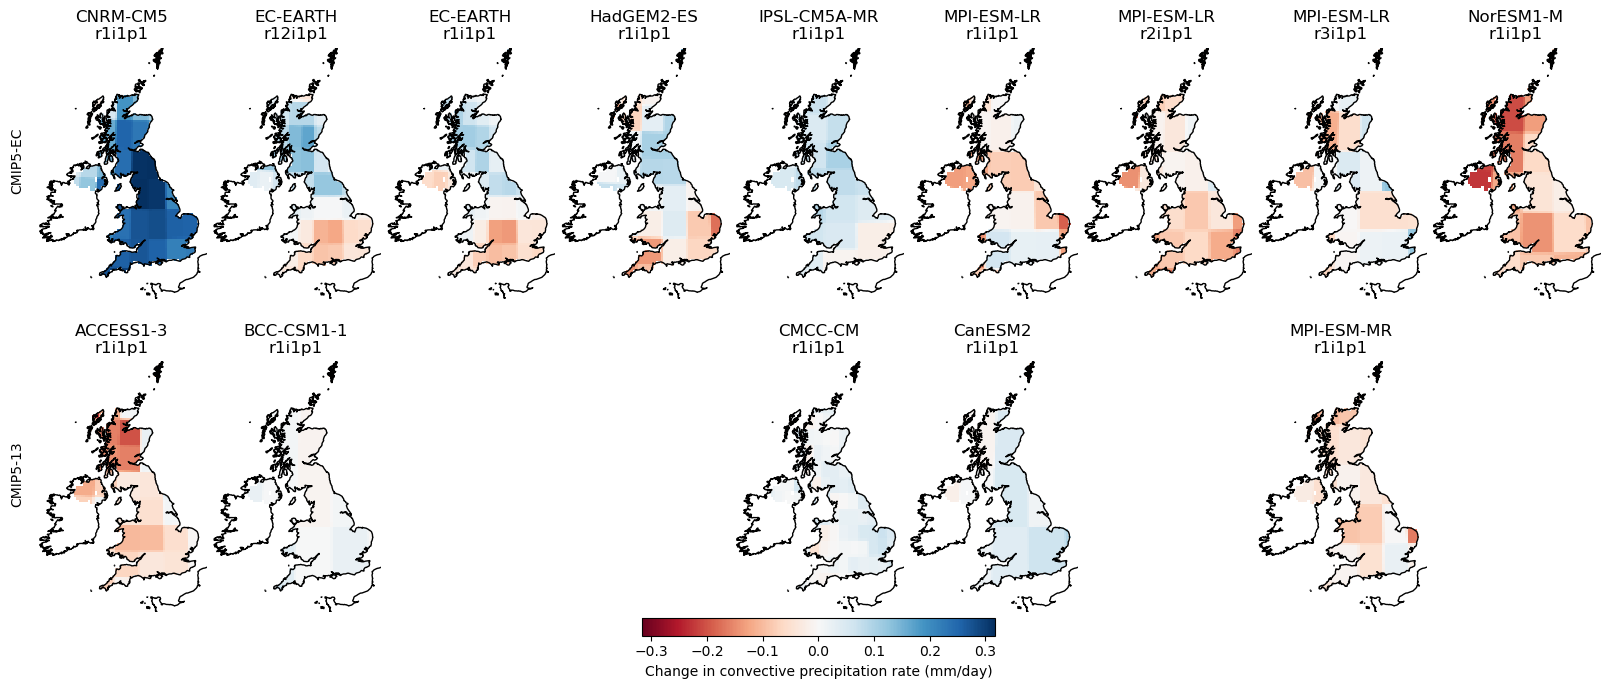 CNRM-CM5
r1i1p1
EC-EARTH
r12i1p1
EC-EARTH
r1i1p1
HadGEM2-ES
r1i1p1
IPSL-CM5A-MR
r1i1p1
MPI-ESM-LR
r1i1p1
MPI-ESM-LR
r2i1p1
MPI-ESM-LR
r3i1p1
NorESM1-M
r1i1p1
CMIP5-EC
ACCESS1-3
r1i1p1
BCC-CSM1-1
r1i1p1
CMCC-CM
r1i1p1
CanESM2
r1i1p1
MPI-ESM-MR
r1i1p1
CMIP5-13
−0.3 −0.2 −0.1 0.0 0.1 0.2 0.3
Change in convective precipitation rate (mm/day)